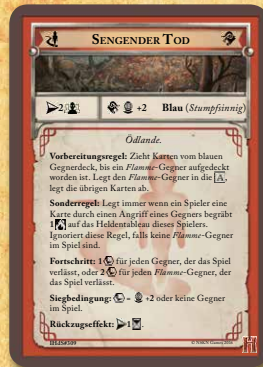 SENGENDER TOD
2
+2 Blau (Stumpfsinnig)
Ödlande.
Vorbereitungsregel: Zieht Karten vom blauen
Gegnerdeck, bis ein Flamme-Gegner aufgedeckt
worden ist. Legt den Flamme-Gegner in die A,
legt die übrigen Karten ab.
Sonderregel: Legt immer wenn ein Spieler eine
Karte durch einen Angriff eines Gegners begräbt
1 auf das Heldentableau dieses Spielers.
Ignoriert diese Regel, falls keine Flamme-Gegner
im Spiel sind.
Fortschritt: 1 für jeden Gegner, der das Spiel
verlässt, oder 2 für jeden Flamme-Gegner, der
das Spiel verlässt.
Siegbedingung: = +2 oder keine Gegner
im Spiel.
Rückzugseffekt: 1
© NSKN Games 2016
H